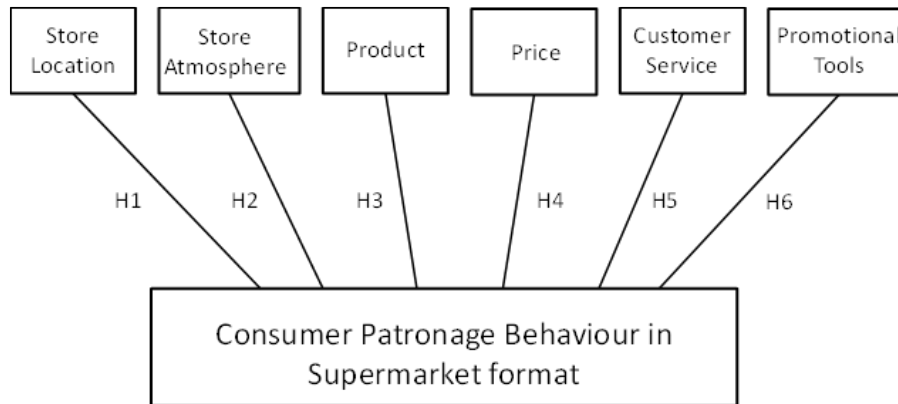 Store
Location
Store
Atmosphere
Product
Price
Customer
Service
Promotional
Tools
H1
H2
H3
H4
H5
H6
Consumer Patronage Behaviour in
Supermarket format